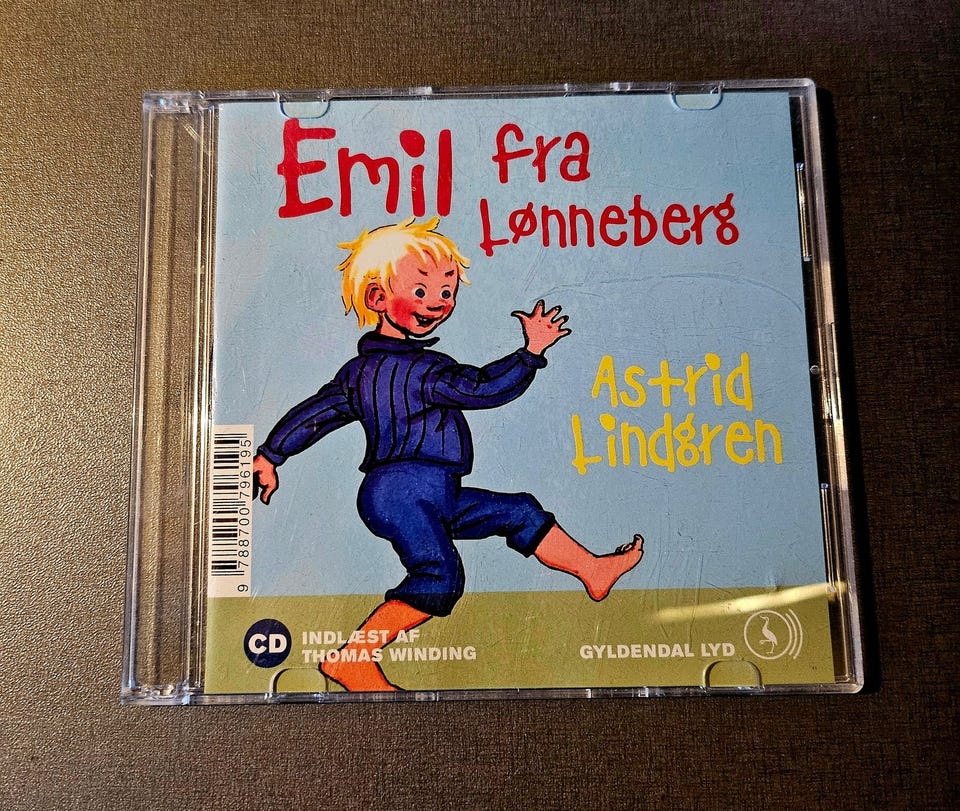 Emil fra
Lønneberg
Astrid
Lindgren
9 788700 796195
CD
INDLÆST AF
THOMAS WINDING
GYLDENDAL LYD